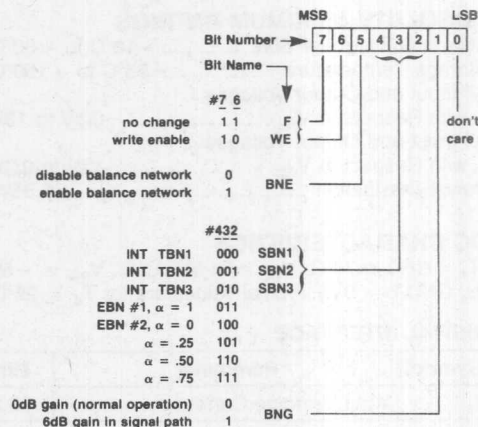 MSB LSB
Bit Number 7 6 5 4 3 2 1 0
Bit Name
#7 6
no change 1 1 F
write enable 1 0 WE
don't
care
disable balance network 0
enable balance network 1
BNE
#432
INT TBN1 000 SBN1
INT TBN2 001 SBN2
INT TBN3 010 SBN3
EBN #1, α = 1 011
EBN #2, α = 0 100
α = .25 101
α = .50 110
α = .75 111
0dB gain (normal operation) 0
6dB gain in signal path 1
BNG